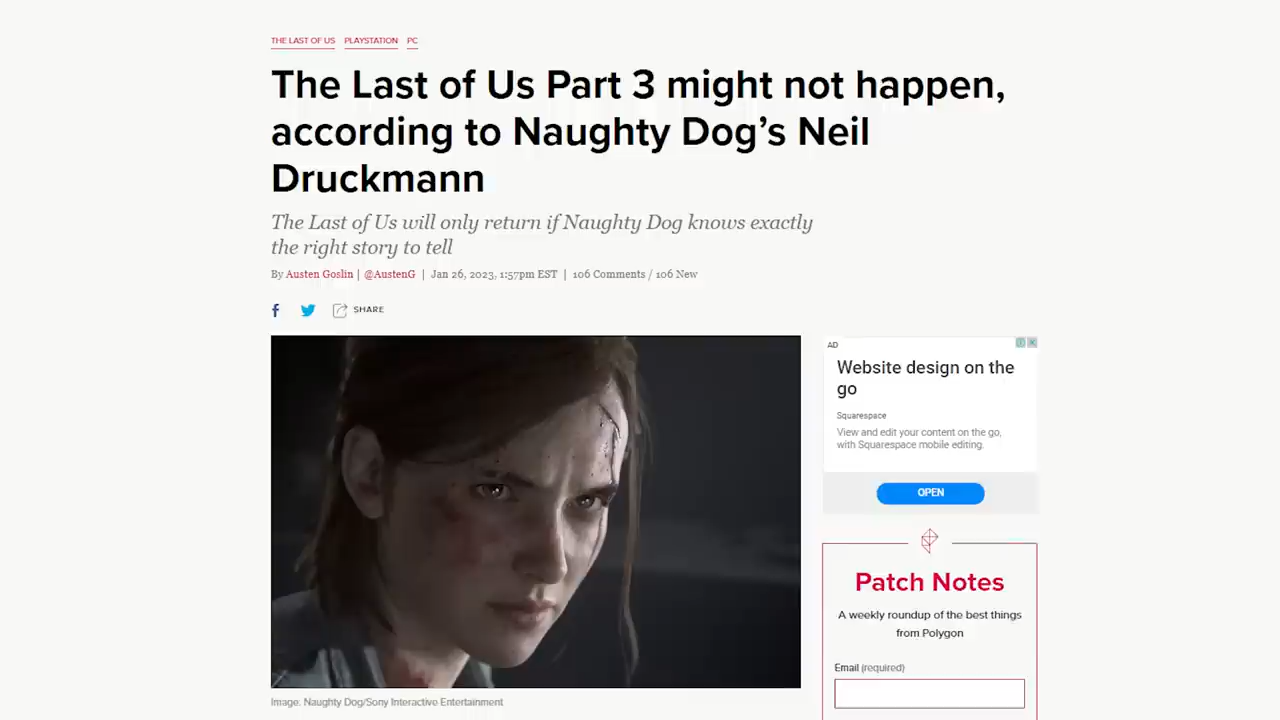 THE LAST OF US PLAYSTATION PC
The Last of Us Part 3 might not happen,
according to Naughty Dog’s Neil
Druckmann
The Last of Us will only return if Naughty Dog knows exactly
the right story to tell
By Austen Goslin | @AustenG | Jan 26, 2023, 1:57pm EST | 106 Comments / 106 New
SHARE
AD
Website design on the
go
Squarespace
View and edit your content on the go,
with Squarespace mobile editing.
OPEN
Patch Notes
A weekly roundup of the best things
from Polygon
Email (required)
Image: Naughty Dog/Sony Interactive Entertainment